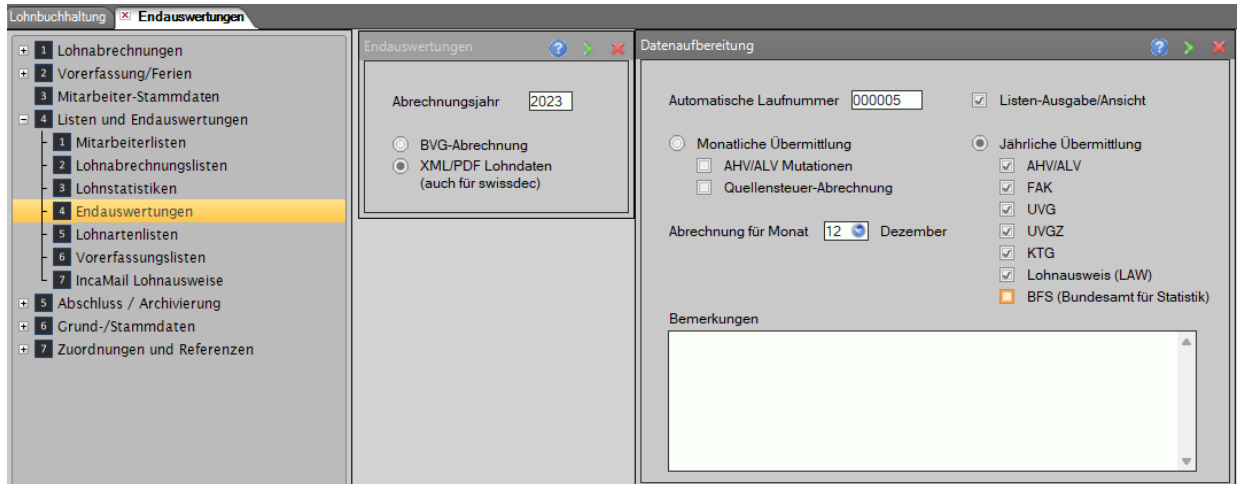 Lohnbuchhaltung
Endauswertungen
1 Lohnabrechnungen
2 Vorerfassung/Ferien
3 Mitarbeiter-Stammdaten
4 Listen und Endauswertungen
1 Mitarbeiterlisten
2 Lohnabrechnungslisten
3 Lohnstatistiken
4 Endauswertungen
5 Lohnartenlisten
6 Vorerfassungslisten
7 IncaMail Lohnausweise
5 Abschluss / Archivierung
6 Grund-/Stammdaten
7 Zuordnungen und Referenzen
Endauswertungen
Abrechnungsjahr 2023
BVG-Abrechnung
XML/PDF Lohndaten
(auch für swissdec)
Datenaufbereitung
Automatische Laufnummer 000005
Listen-Ausgabe/Ansicht
Monatliche Übermittlung
AHV/ALV Mutationen
Quellensteuer-Abrechnung
Abrechnung für Monat 12 Dezember
Jährliche Übermittlung
AHV/ALV
FAK
UVG
UVGZ
KTG
Lohnausweis (LAW)
BFS (Bundesamt für Statistik)
Bemerkungen